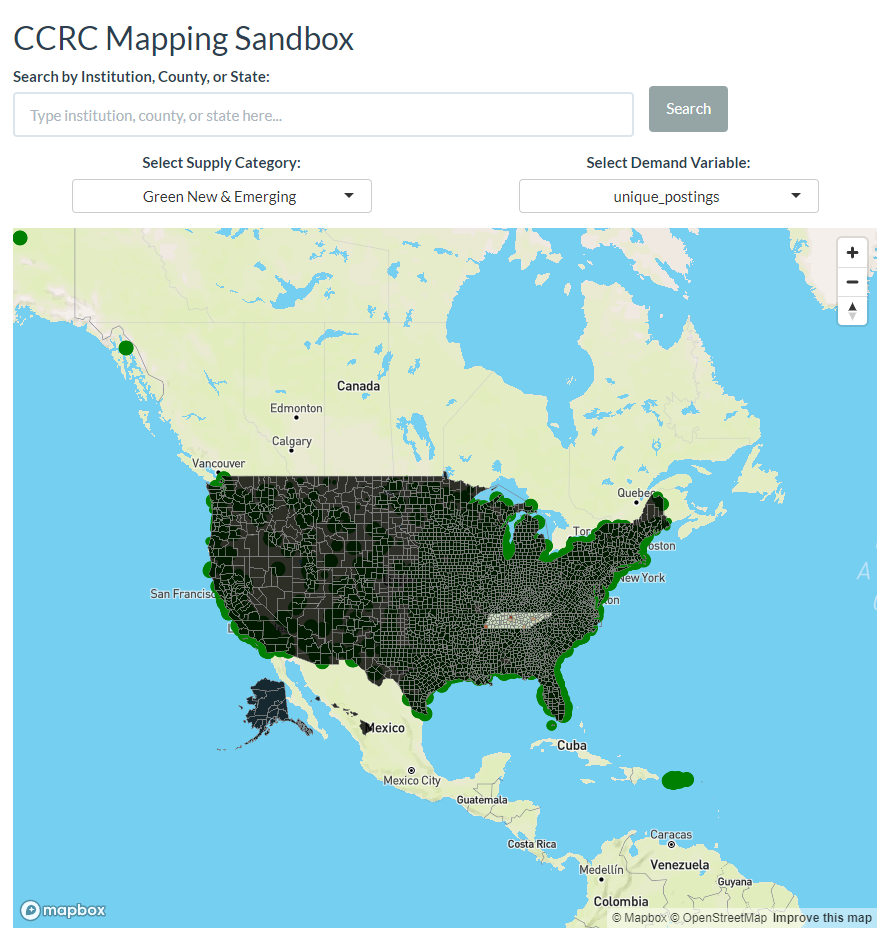 CCRC Mapping Sandbox
Search by Institution, County, or State:
Type institution, county, or state here...
Search
Select Supply Category:
Select Demand Variable:
Green New & Emerging
unique_postings
Canada
Edmonton
Calgary
Vancouver
Quebec
Tor
oston
New York
San Francisc
ton
Mexico
Cuba
Mexico City
Guatemala
Costa Rica
Caracas
Medellín
Venezuela
Guyana
Colombia
mapbox
© Mapbox © OpenStreetMap Improve this map